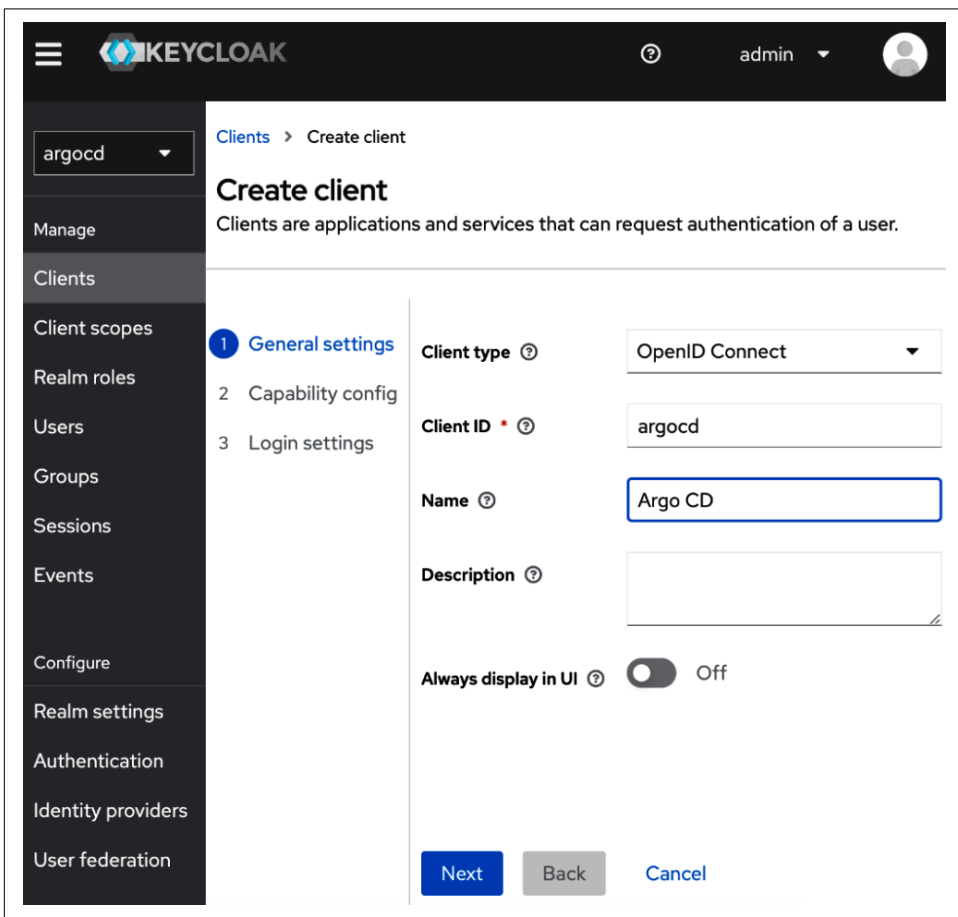 KEYCLOAK
admin
argocd
Manage
Clients
Client scopes
Realm roles
Users
Groups
Sessions
Events
Configure
Realm settings
Authentication
Identity providers
User federation
Clients > Create client
Create client
Clients are applications and services that can request authentication of a user.
1 General settings
2 Capability config
3 Login settings
Client type
OpenID Connect
Client ID *
argocd
Name
Argo CD
Description
Always display in UI
Off
Next
Back
Cancel